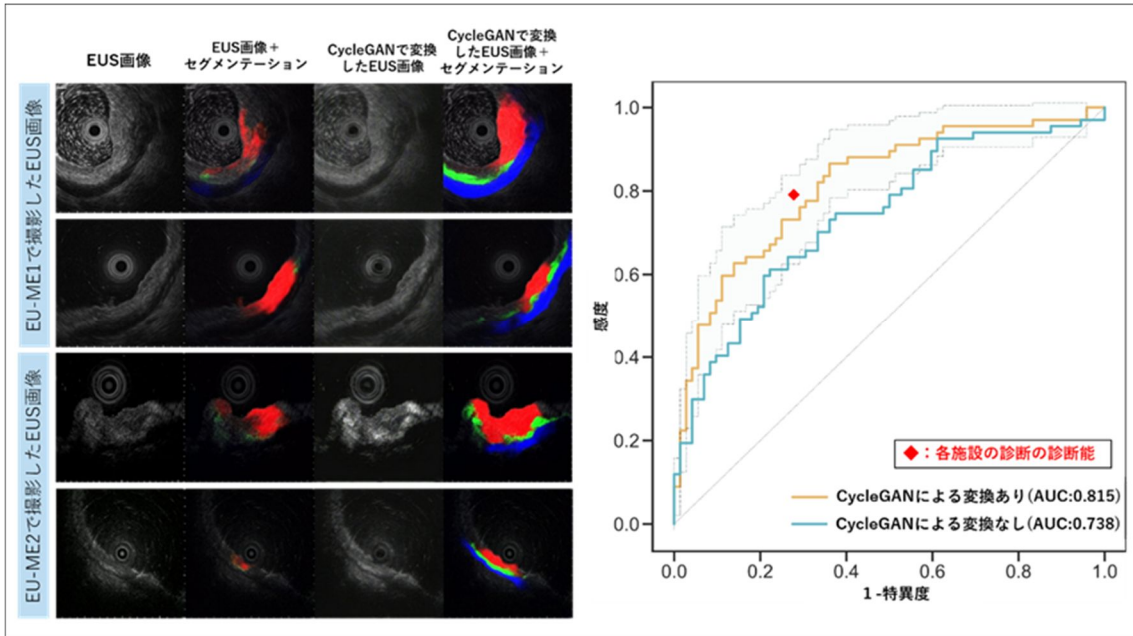 EUS画像
EUS画像＋
セグメンテーション
CycleGANで変換
したEUS画像
CycleGANで変換
したEUS画像＋
セグメンテーション
EU-ME1で撮影したEUS画像
EU-ME2で撮影したEUS画像
感度
1.0
0.8
0.6
0.4
0.2
0.0
◆：各施設の診断の診断能
CycleGANによる変換あり(AUC:0.815)
CycleGANによる変換なし(AUC:0.738)
0.0 0.2 0.4 0.6 0.8 1.0
1-特異度